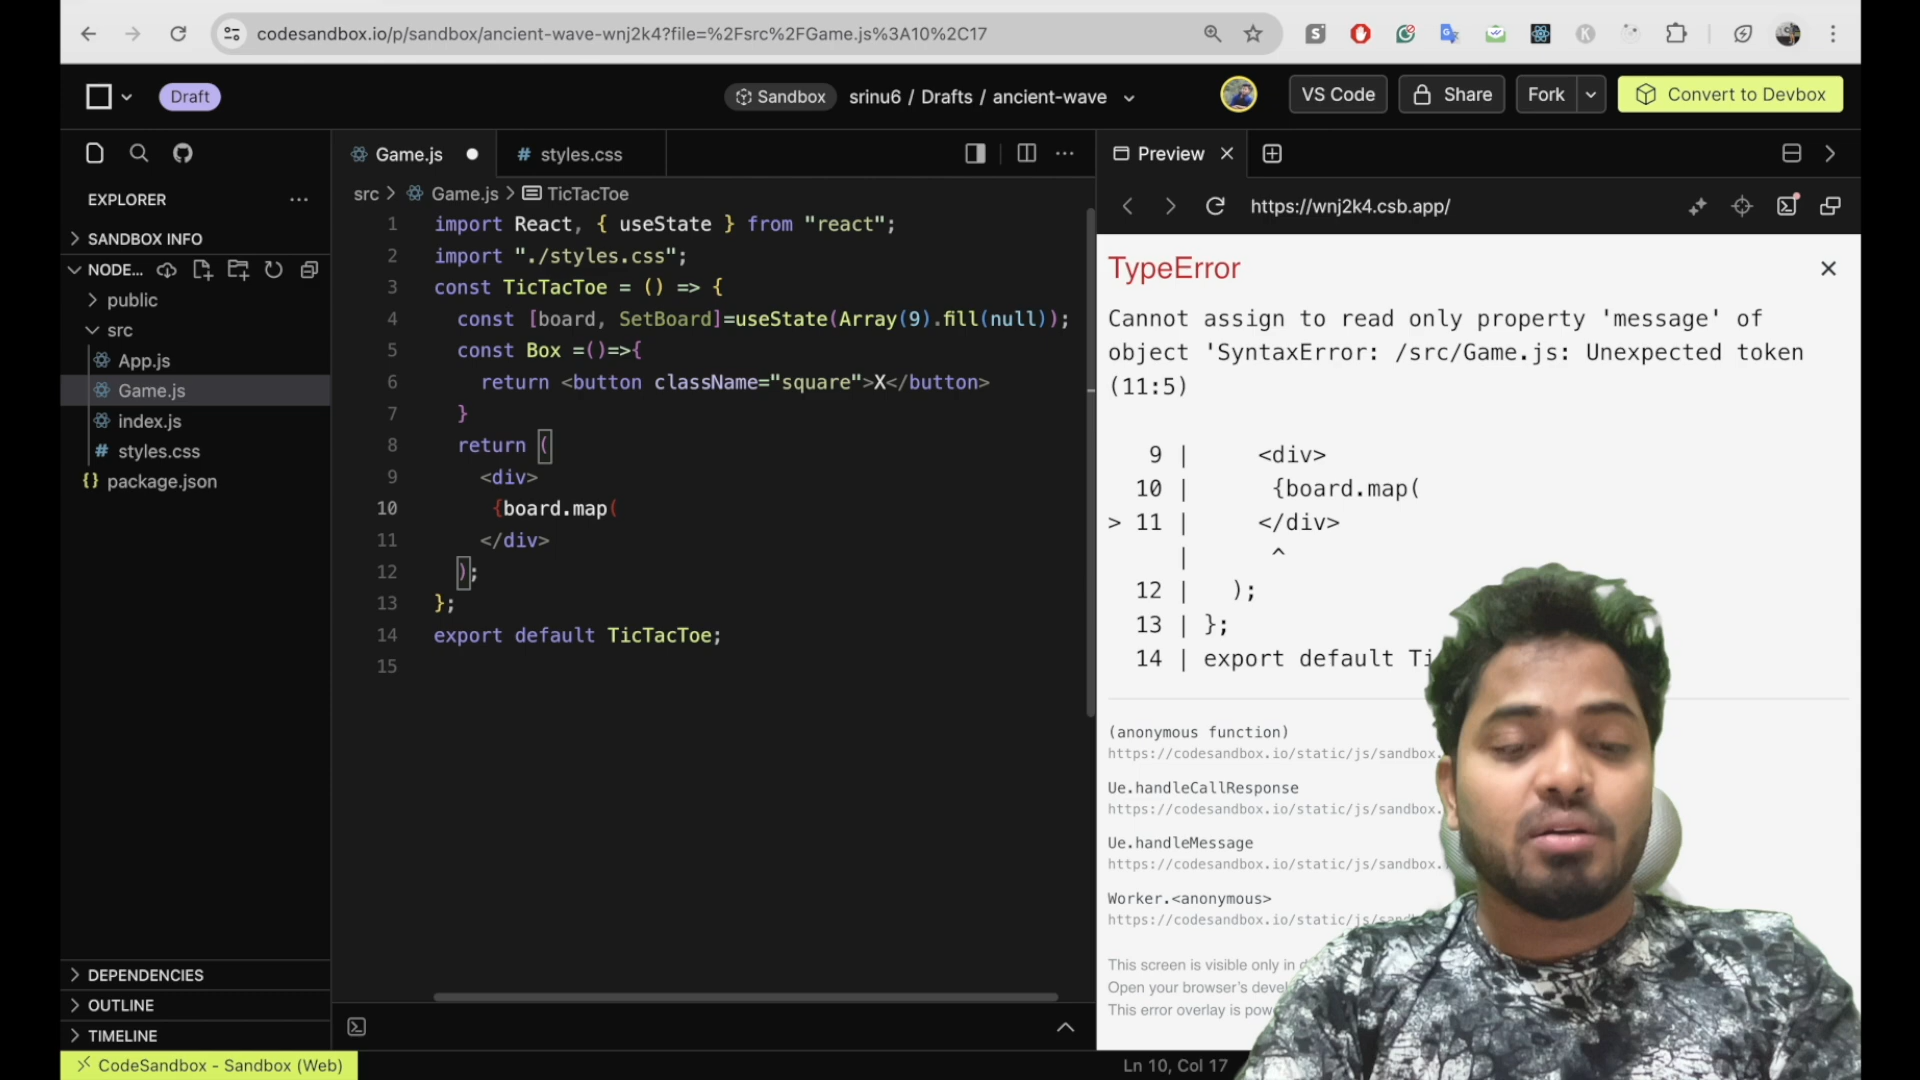 codesandbox.io/p/sandbox/ancient-wave-wnj2k4?file=%2Fsrc%2FGame.js%3A10%2C17
Draft
Sandbox srinu6 / Drafts / ancient-wave
VS Code
Share
Fork
Convert to Devbox
Game.js
# styles.css
Preview
EXPLORER
src > Game.js > TicTacToe
https://wnj2k4.csb.app/
SANDBOX INFO
NODE...
public
src
App.js
Game.js
index.js
# styles.css
{} package.json
DEPENDENCIES
OUTLINE
TIMELINE
1 import React, { useState } from "react";
2 import "./styles.css";
3 const TicTacToe = () => {
4 const [board, SetBoard]=useState(Array(9).fill(null));
5 const Box =()=>{
6 return <button className="square">X</button>
7 }
8 return (
9 <div>
10 {board.map(
11 </div>
12 );
13 };
14 export default TicTacToe;
15
TypeError
Cannot assign to read only property 'message' of
object 'SyntaxError: /src/Game.js: Unexpected token
(11:5)
9 | <div>
10 | {board.map(
> 11 | </div>
| ^
12 | );
13 | };
14 | export default Ti
(anonymous function)
https://codesandbox.io/static/js/sandbox.
Ue.handleCallResponse
https://codesandbox.io/static/js/sandbox.
Ue.handleMessage
https://codesandbox.io/static/js/sandbox.
Worker.<anonymous>
https://codesandbox.io/static/js/sandb
This screen is visible only in d
Open your browser's devel
This error overlay is pow
CodeSandbox - Sandbox (Web)
Ln 10, Col 17